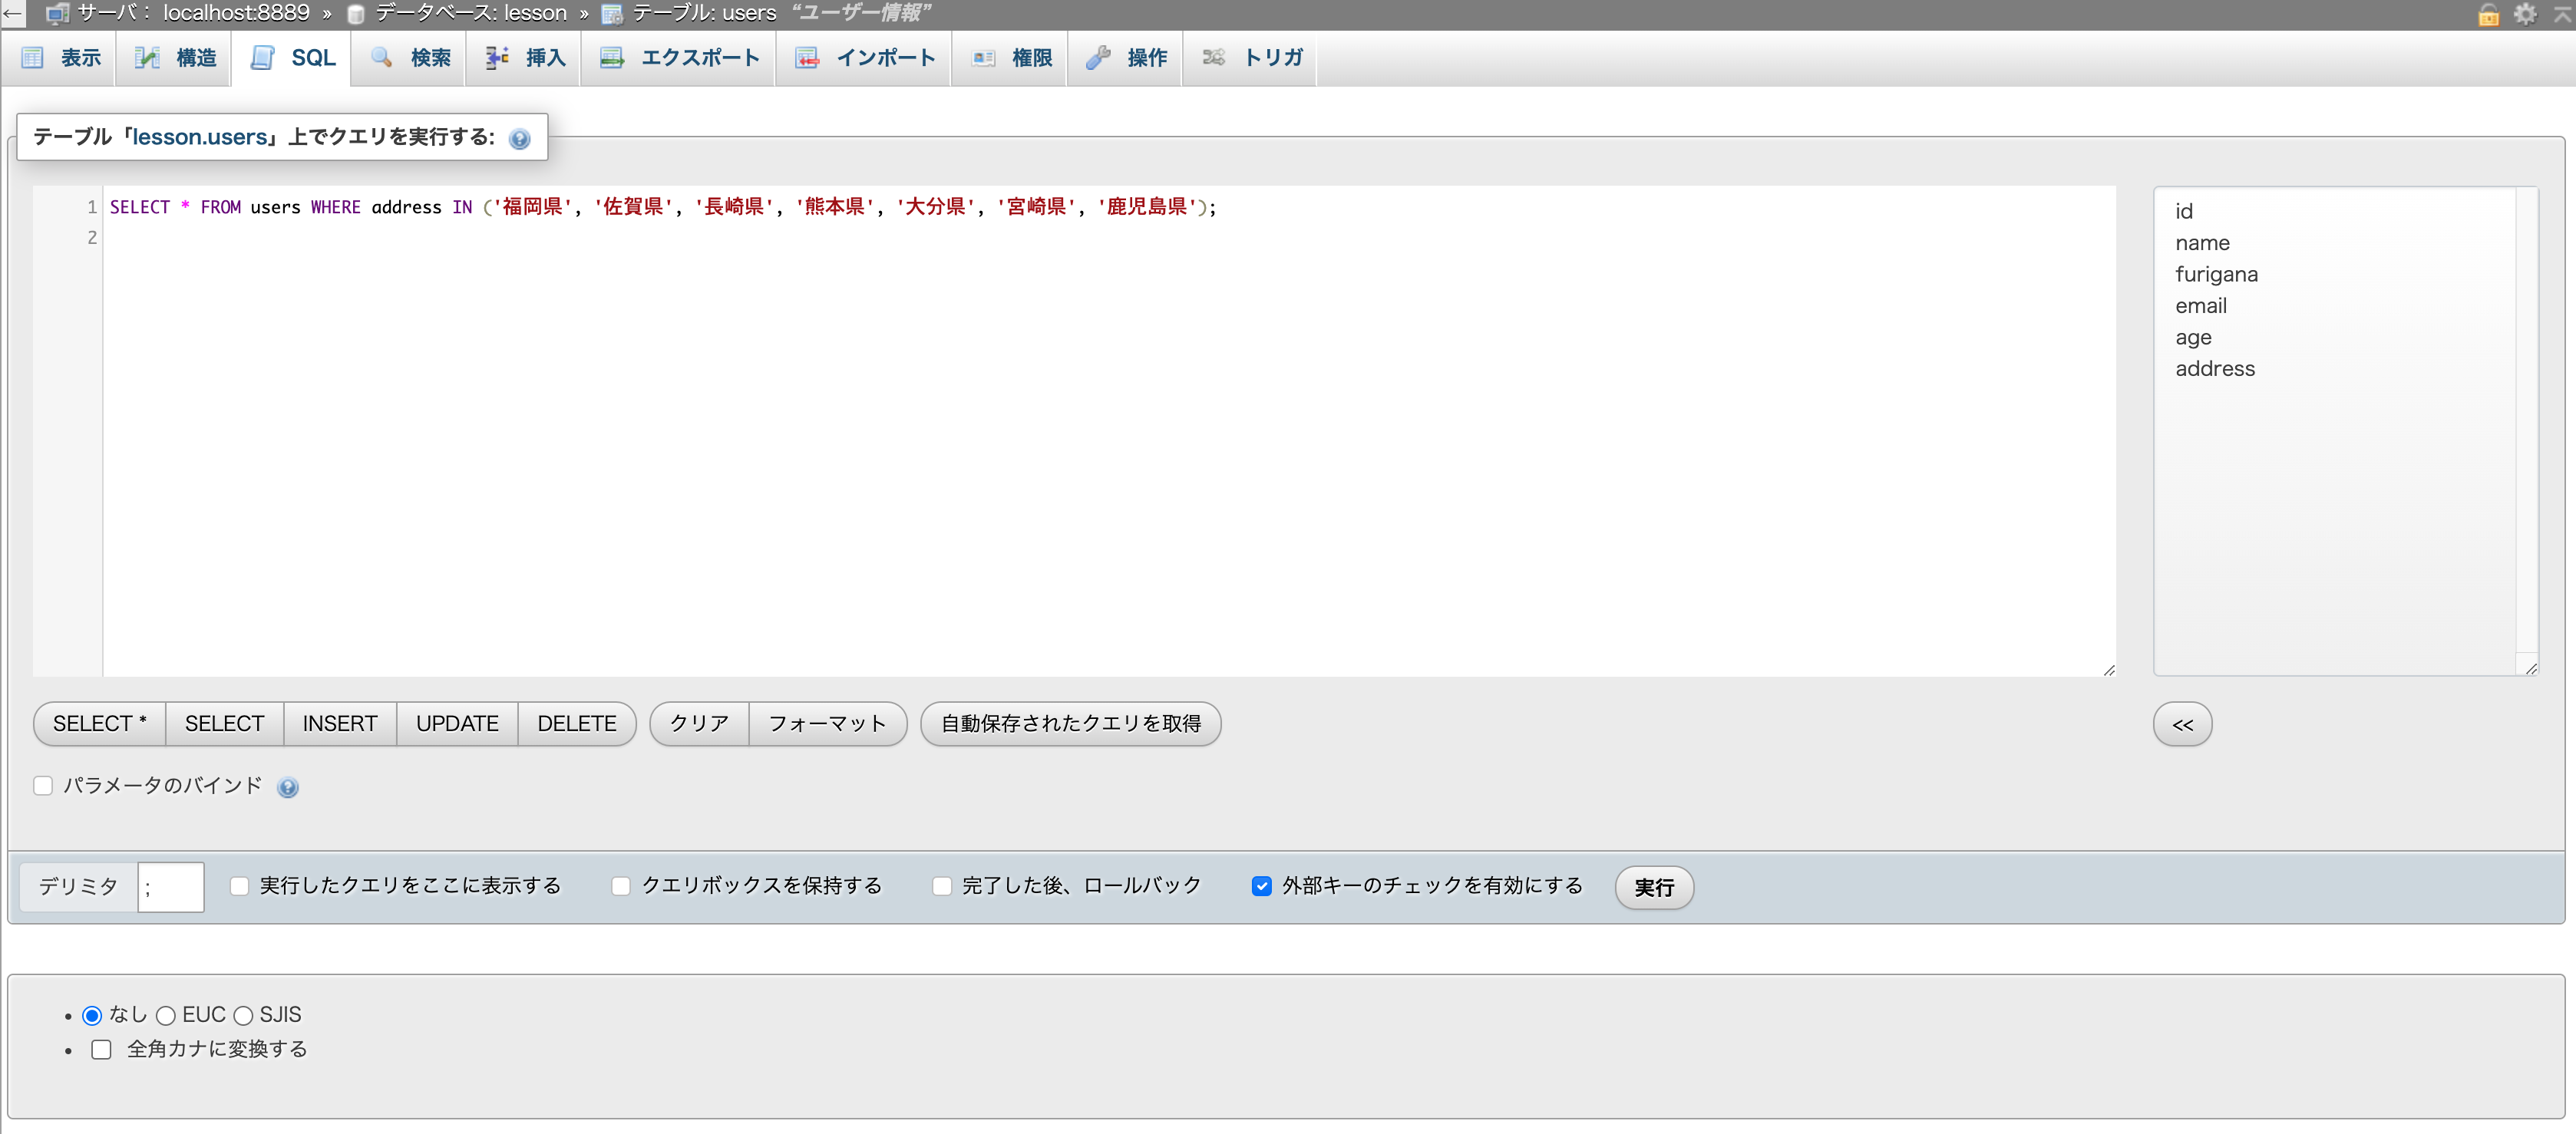 サーバ： localhost:8889 » データベース: lesson » テーブル: users “ユーザー情報”
表示 構造 SQL 検索 挿入 エクスポート インポート 権限 操作 トリガ
テーブル「lesson.users」上でクエリを実行する:
1 SELECT * FROM users WHERE address IN ('福岡県', '佐賀県', '長崎県', '熊本県', '大分県', '宮崎県', '鹿児島県');
2
id
name
furigana
email
age
address
SELECT * SELECT INSERT UPDATE DELETE クリア フォーマット 自動保存されたクエリを取得 <<
パラメータのバインド
デリミタ ; 実行したクエリをここに表示する クエリボックスを保持する 完了した後、ロールバック 外部キーのチェックを有効にする 実行
なし EUC SJIS
全角カナに変換する